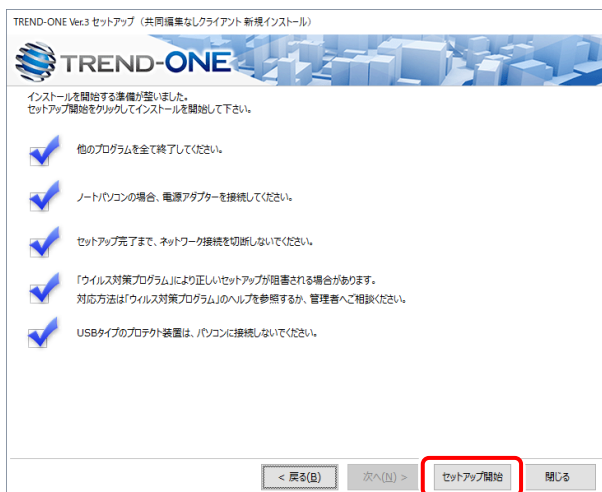 TREND-ONE Ver.3 セットアップ（共同編集なしクライアント 新規インストール）
TREND-ONE
インストールを開始する準備が整いました。
セットアップ開始をクリックしてインストールを開始して下さい。
他のプログラムを全て終了してください。
ノートパソコンの場合、電源アダプターを接続してください。
セットアップ完了まで、ネットワーク接続を切断しないでください。
「ウイルス対策プログラム」により正しいセットアップが阻害される場合があります。
対応方法は「ウィルス対策プログラム」のヘルプを参照するか、管理者へご相談ください。
USBタイプのプロテクト装置は、パソコンに接続しないでください。
< 戻る(B) 次へ(N) > セットアップ開始 閉じる